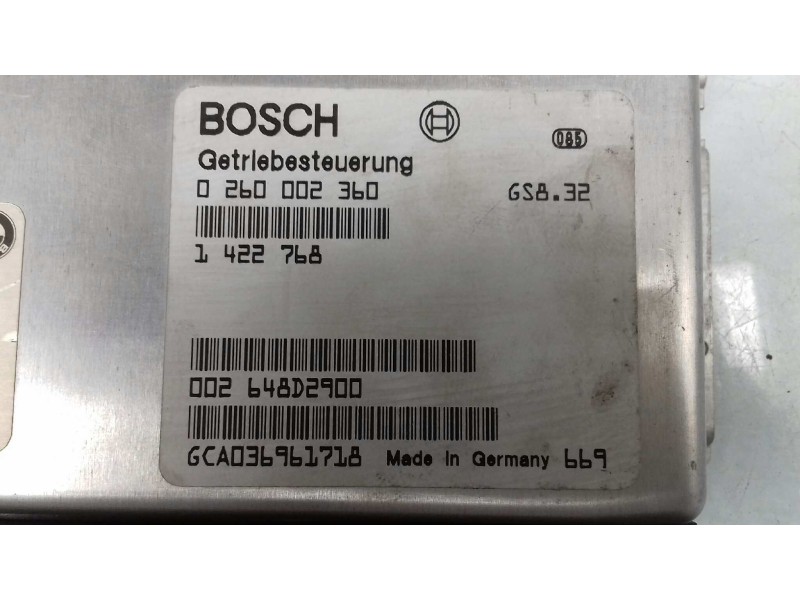 BOSCH
085
Getriebesteuerung
0 260 002 360 GS8.32
1 422 768
002 648D2900
GCA036961718 Made in Germany 669